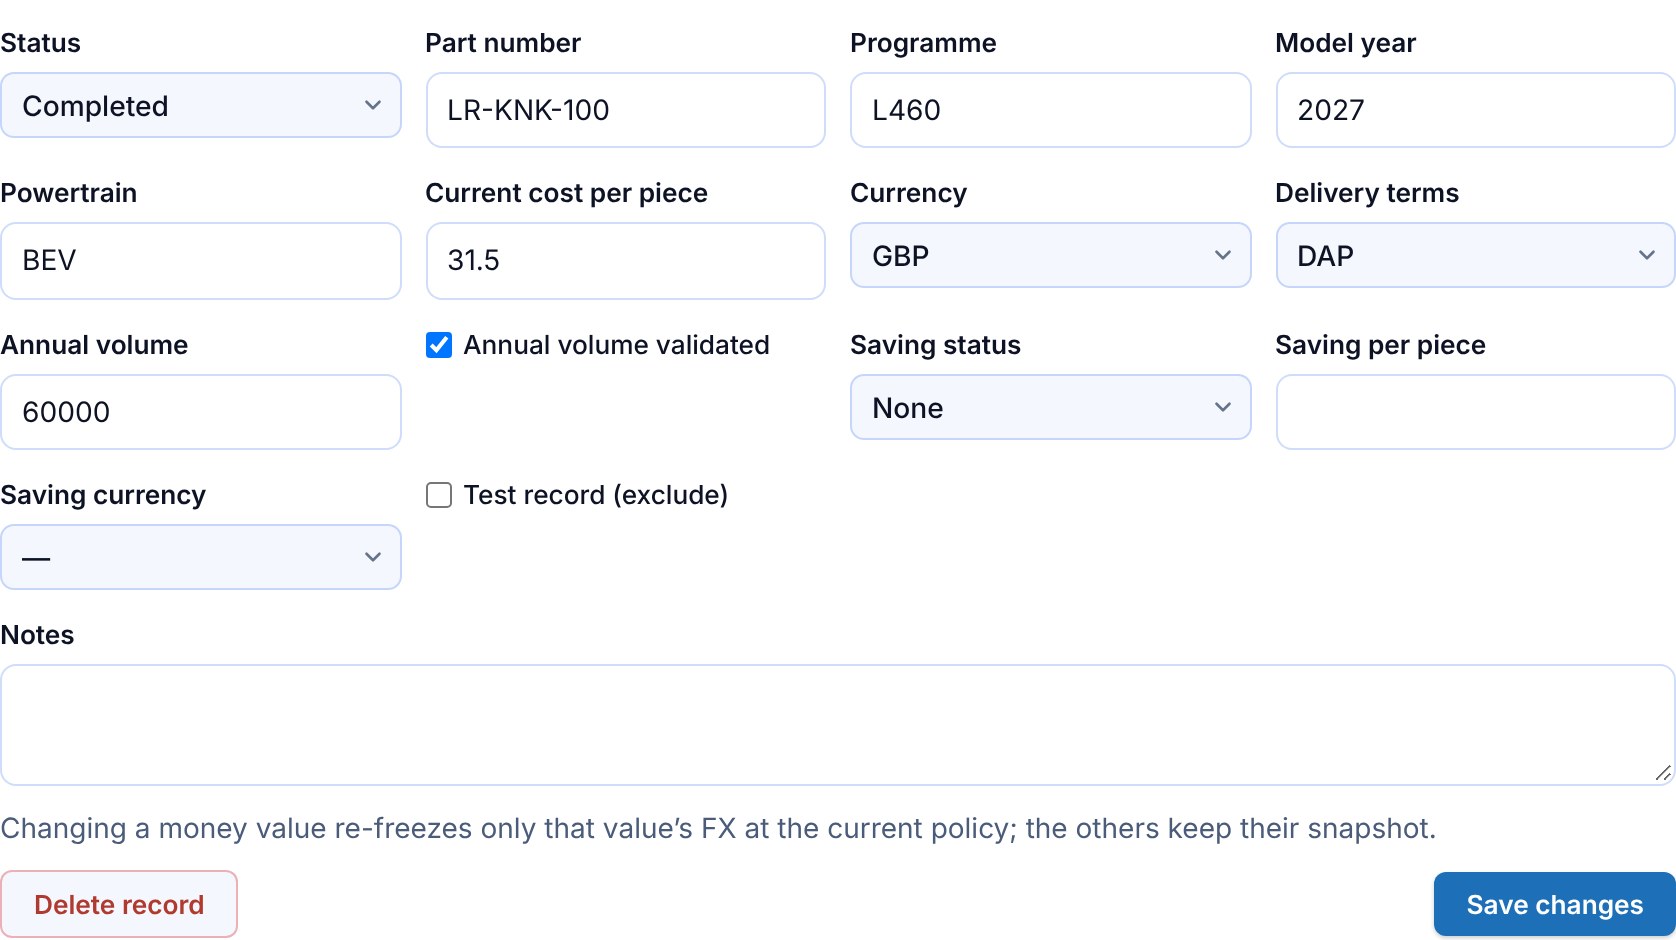 Status
Completed
Part number
LR-KNK-100
Programme
L460
Model year
2027
Powertrain
BEV
Current cost per piece
31.5
Currency
GBP
Delivery terms
DAP
Annual volume
60000
Annual volume validated
Saving status
None
Saving per piece
Saving currency
—
Test record (exclude)
Notes
Changing a money value re-freezes only that value’s FX at the current policy; the others keep their snapshot.
Delete record
Save changes